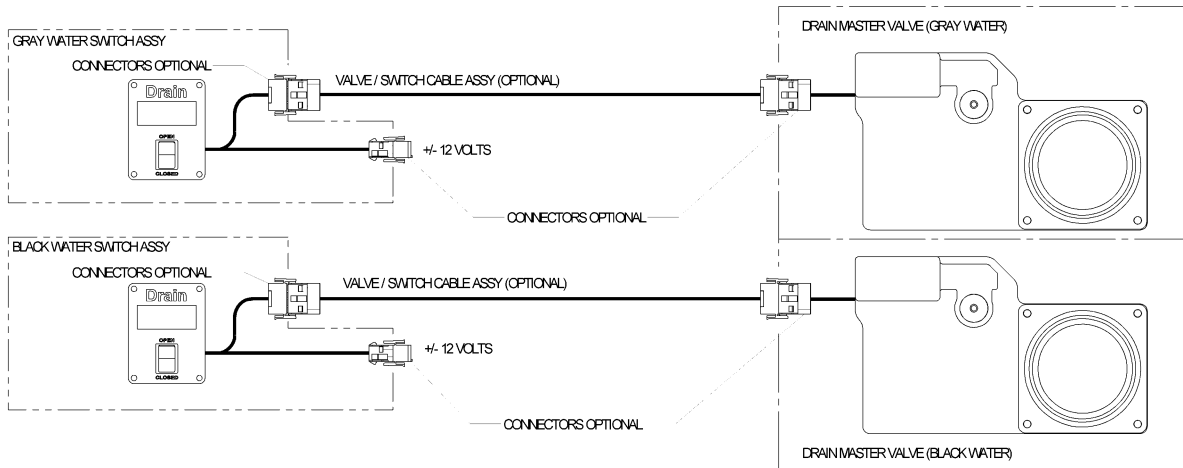 DRAIN MASTER VALVE (GRAY WATER)
GRAY WATER SWITCH ASSY
CONNECTORS OPTIONAL
VALVE / SWITCH CABLE ASSY (OPTIONAL)
Drain
OPEN
CLOSED
+/- 12 VOLTS
CONNECTORS OPTIONAL
BLACK WATER SWITCH ASSY
CONNECTORS OPTIONAL
VALVE / SWITCH CABLE ASSY (OPTIONAL)
Drain
OPEN
CLOSED
+/- 12 VOLTS
CONNECTORS OPTIONAL
DRAIN MASTER VALVE (BLACK WATER)